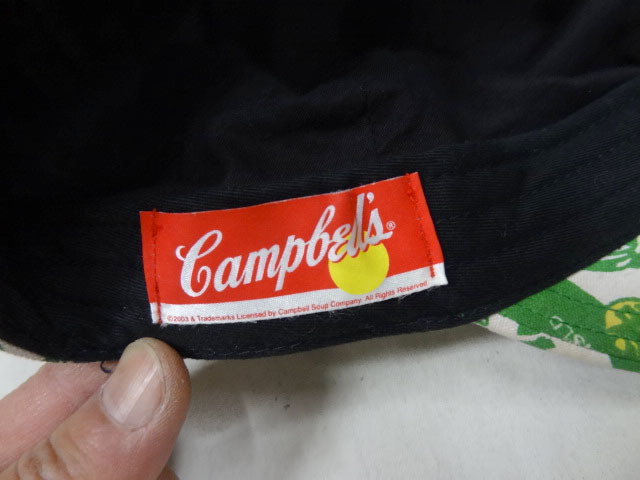 Campbell's®
©2003 & Trademarks Licensed by Campbell Soup Company. All Rights Reserved